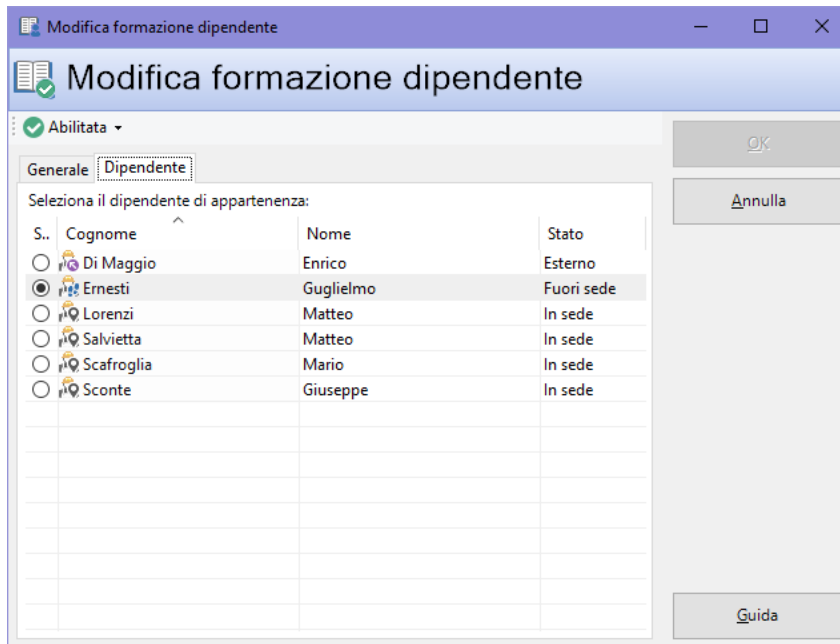 Modifica formazione dipendente
Modifica formazione dipendente
Abilitata
OK
Generale Dipendente
Annulla
Seleziona il dipendente di appartenenza:
S.. Cognome Nome Stato
Di Maggio Enrico Esterno
Ernesti Guglielmo Fuori sede
Lorenzi Matteo In sede
Salvietta Matteo In sede
Scafroglia Mario In sede
Sconte Giuseppe In sede
Guida